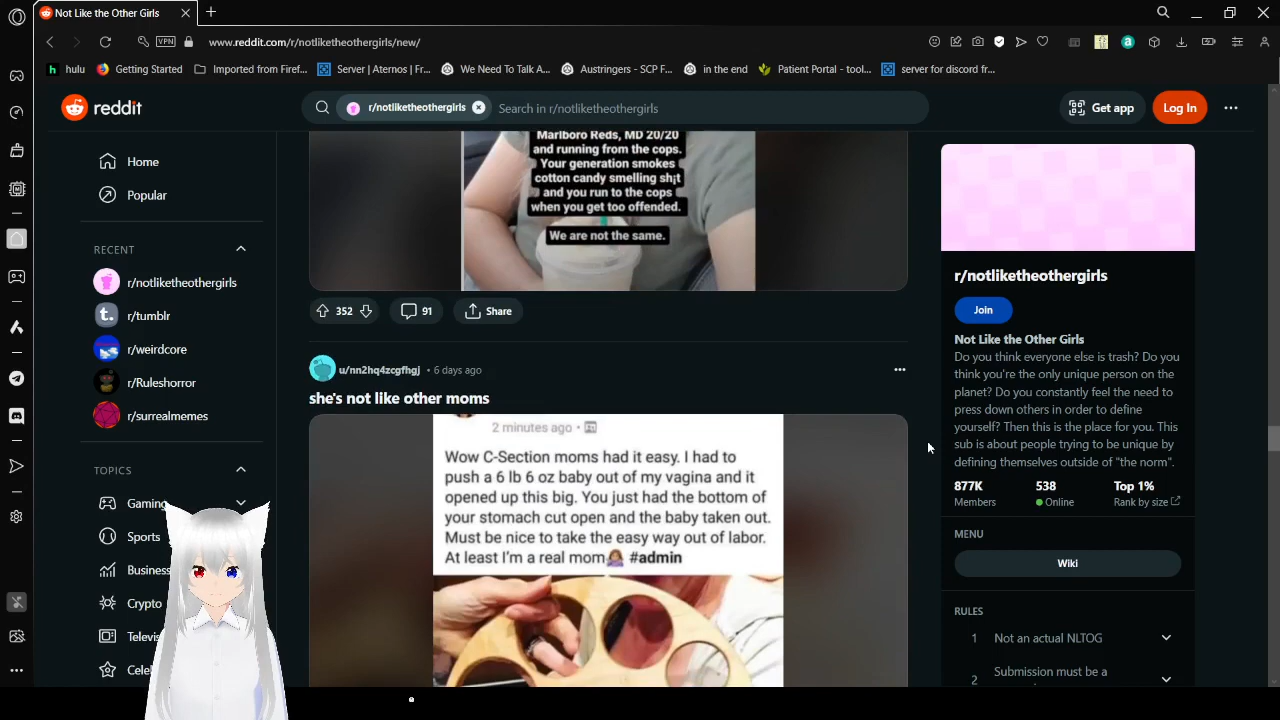 Not Like the Other Girls
VPN
www.reddit.com/r/notliketheothergirls/new/
hulu
Getting Started
Imported from Firef...
Server | Aternos | Fr...
We Need To Talk A...
Austringers - SCP F...
in the end
Patient Portal - tool...
server for discord fr...
reddit
r/notliketheothergirls
Search in r/notliketheothergirls
Get app
Log In
Home
Popular
RECENT
r/notliketheothergirls
r/tumblr
r/weirdcore
r/Ruleshorror
r/surrealmemes
TOPICS
Gaming
Sports
Business
Crypto
Televis
Celeb
Marlboro Reds, MD 20/20
and running from the cops.
Your generation smokes
cotton candy smelling sh¡t
and you run to the cops
when you get too offended.
We are not the same.
352
91
Share
u/nn2hq4zcgfhgj • 6 days ago
she's not like other moms
2 minutes ago
Wow C-Section moms had it easy. I had to
push a 6 lb 6 oz baby out of my vagina and it
opened up this big. You just had the bottom of
your stomach cut open and the baby taken out.
Must be nice to take the easy way out of labor.
At least I'm a real mom🤷🏽‍♀️ #admin
r/notliketheothergirls
Join
Not Like the Other Girls
Do you think everyone else is trash? Do you
think you're the only unique person on the
planet? Do you constantly feel the need to
press down others in order to define
yourself? Then this is the place for you. This
sub is about people trying to be unique by
defining themselves outside of "the norm".
877K 538 Top 1%
Members Online Rank by size
MENU
Wiki
RULES
1 Not an actual NLTOG
2 Submission must be a